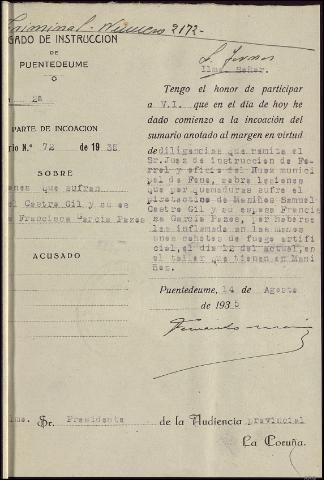 Criminal - Número 2172-
GADO DE INSTRUCCION
DE
PUENTEDEUME
28
PARTE DE INCOACION
rio N.º 72 de 1935
SOBRE
ones que sufren
l Castro Gil y su es
a Francisca García Pazos
ACUSADO
Ilmo. Señor.
Tengo el honor de participar
a V.I. que en el día de hoy he
dado comienzo a la incoación del
sumario anotado al margen en virtud
de diligencias que remite el
Sr. Juez de instruccion de Fe-
rrol y oficio del Juez munici
pal de Fene, sobre lesiones
que por quemaduras sufre el
pirotectino de Maniños Samuel
Castro Gil y su esposa Francis
ca García Pazos, por haberse
les inflamado en las manos
unos cohetes de fuego artifi
cial, el dia 12 del actual, en el
taller que tienen en Mani
ños.
Puentedeume, 14 de Agosto
de 1935
Ilmo. Sr. Presidente de la Audiencia provincial
La Coruña.